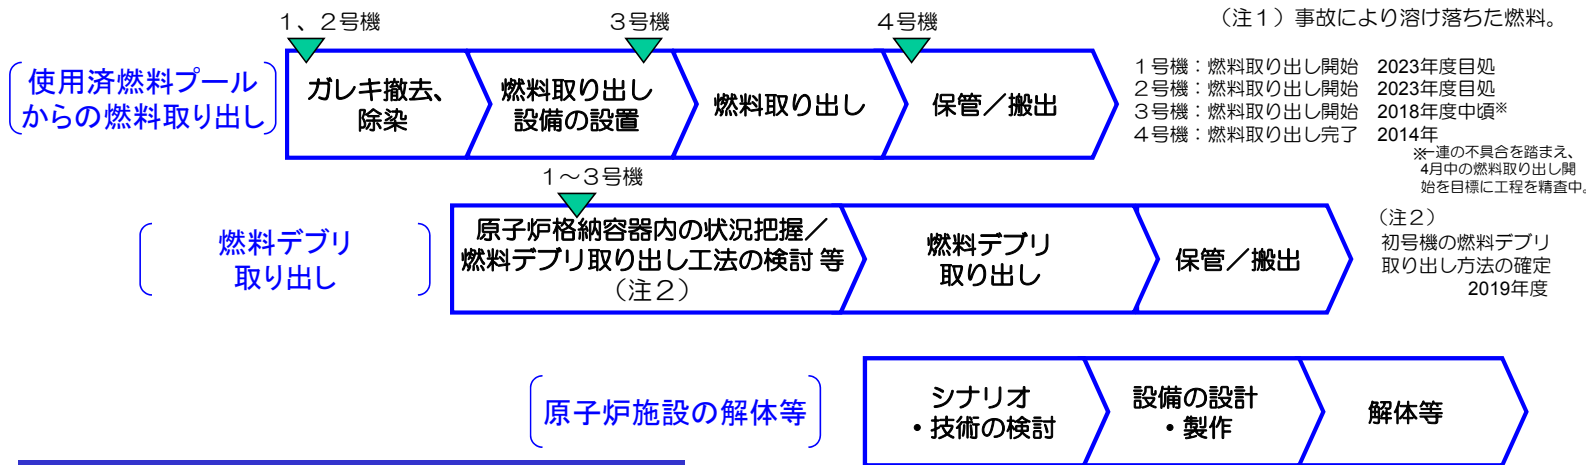 （注１）事故により溶け落ちた燃料。
１、２号機
３号機
４号機
使用済燃料プール
からの燃料取り出し
ガレキ撤去、
除染
燃料取り出し
設備の設置
燃料取り出し
保管／搬出
１号機：燃料取り出し開始　2023年度目処
２号機：燃料取り出し開始　2023年度目処
３号機：燃料取り出し開始　2018年度中頃※
４号機：燃料取り出し完了　2014年
※一連の不具合を踏まえ、
4月中の燃料取り出し開
始を目標に工程を精査中。
１～３号機
燃料デブリ
取り出し
原子炉格納容器内の状況把握／
燃料デブリ取り出し工法の検討 等
（注２）
燃料デブリ
取り出し
保管／搬出
（注２）
初号機の燃料デブリ
取り出し方法の確定
2019年度
原子炉施設の解体等
シナリオ
・技術の検討
設備の設計
・製作
解体等